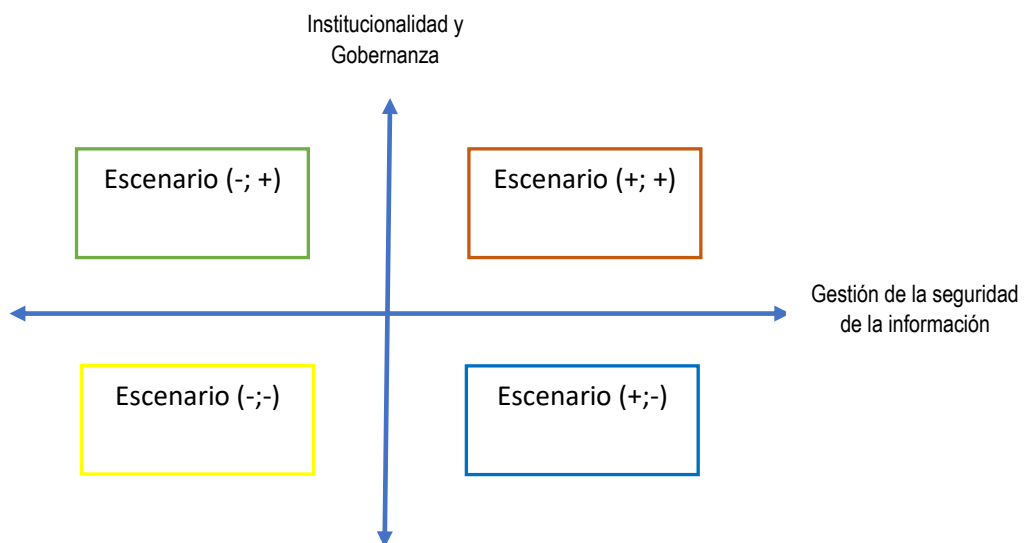 Institucionalidad y
Gobernanza
Escenario (-; +)
Escenario (+; +)
Gestión de la seguridad
de la información
Escenario (-;-)
Escenario (+;-)